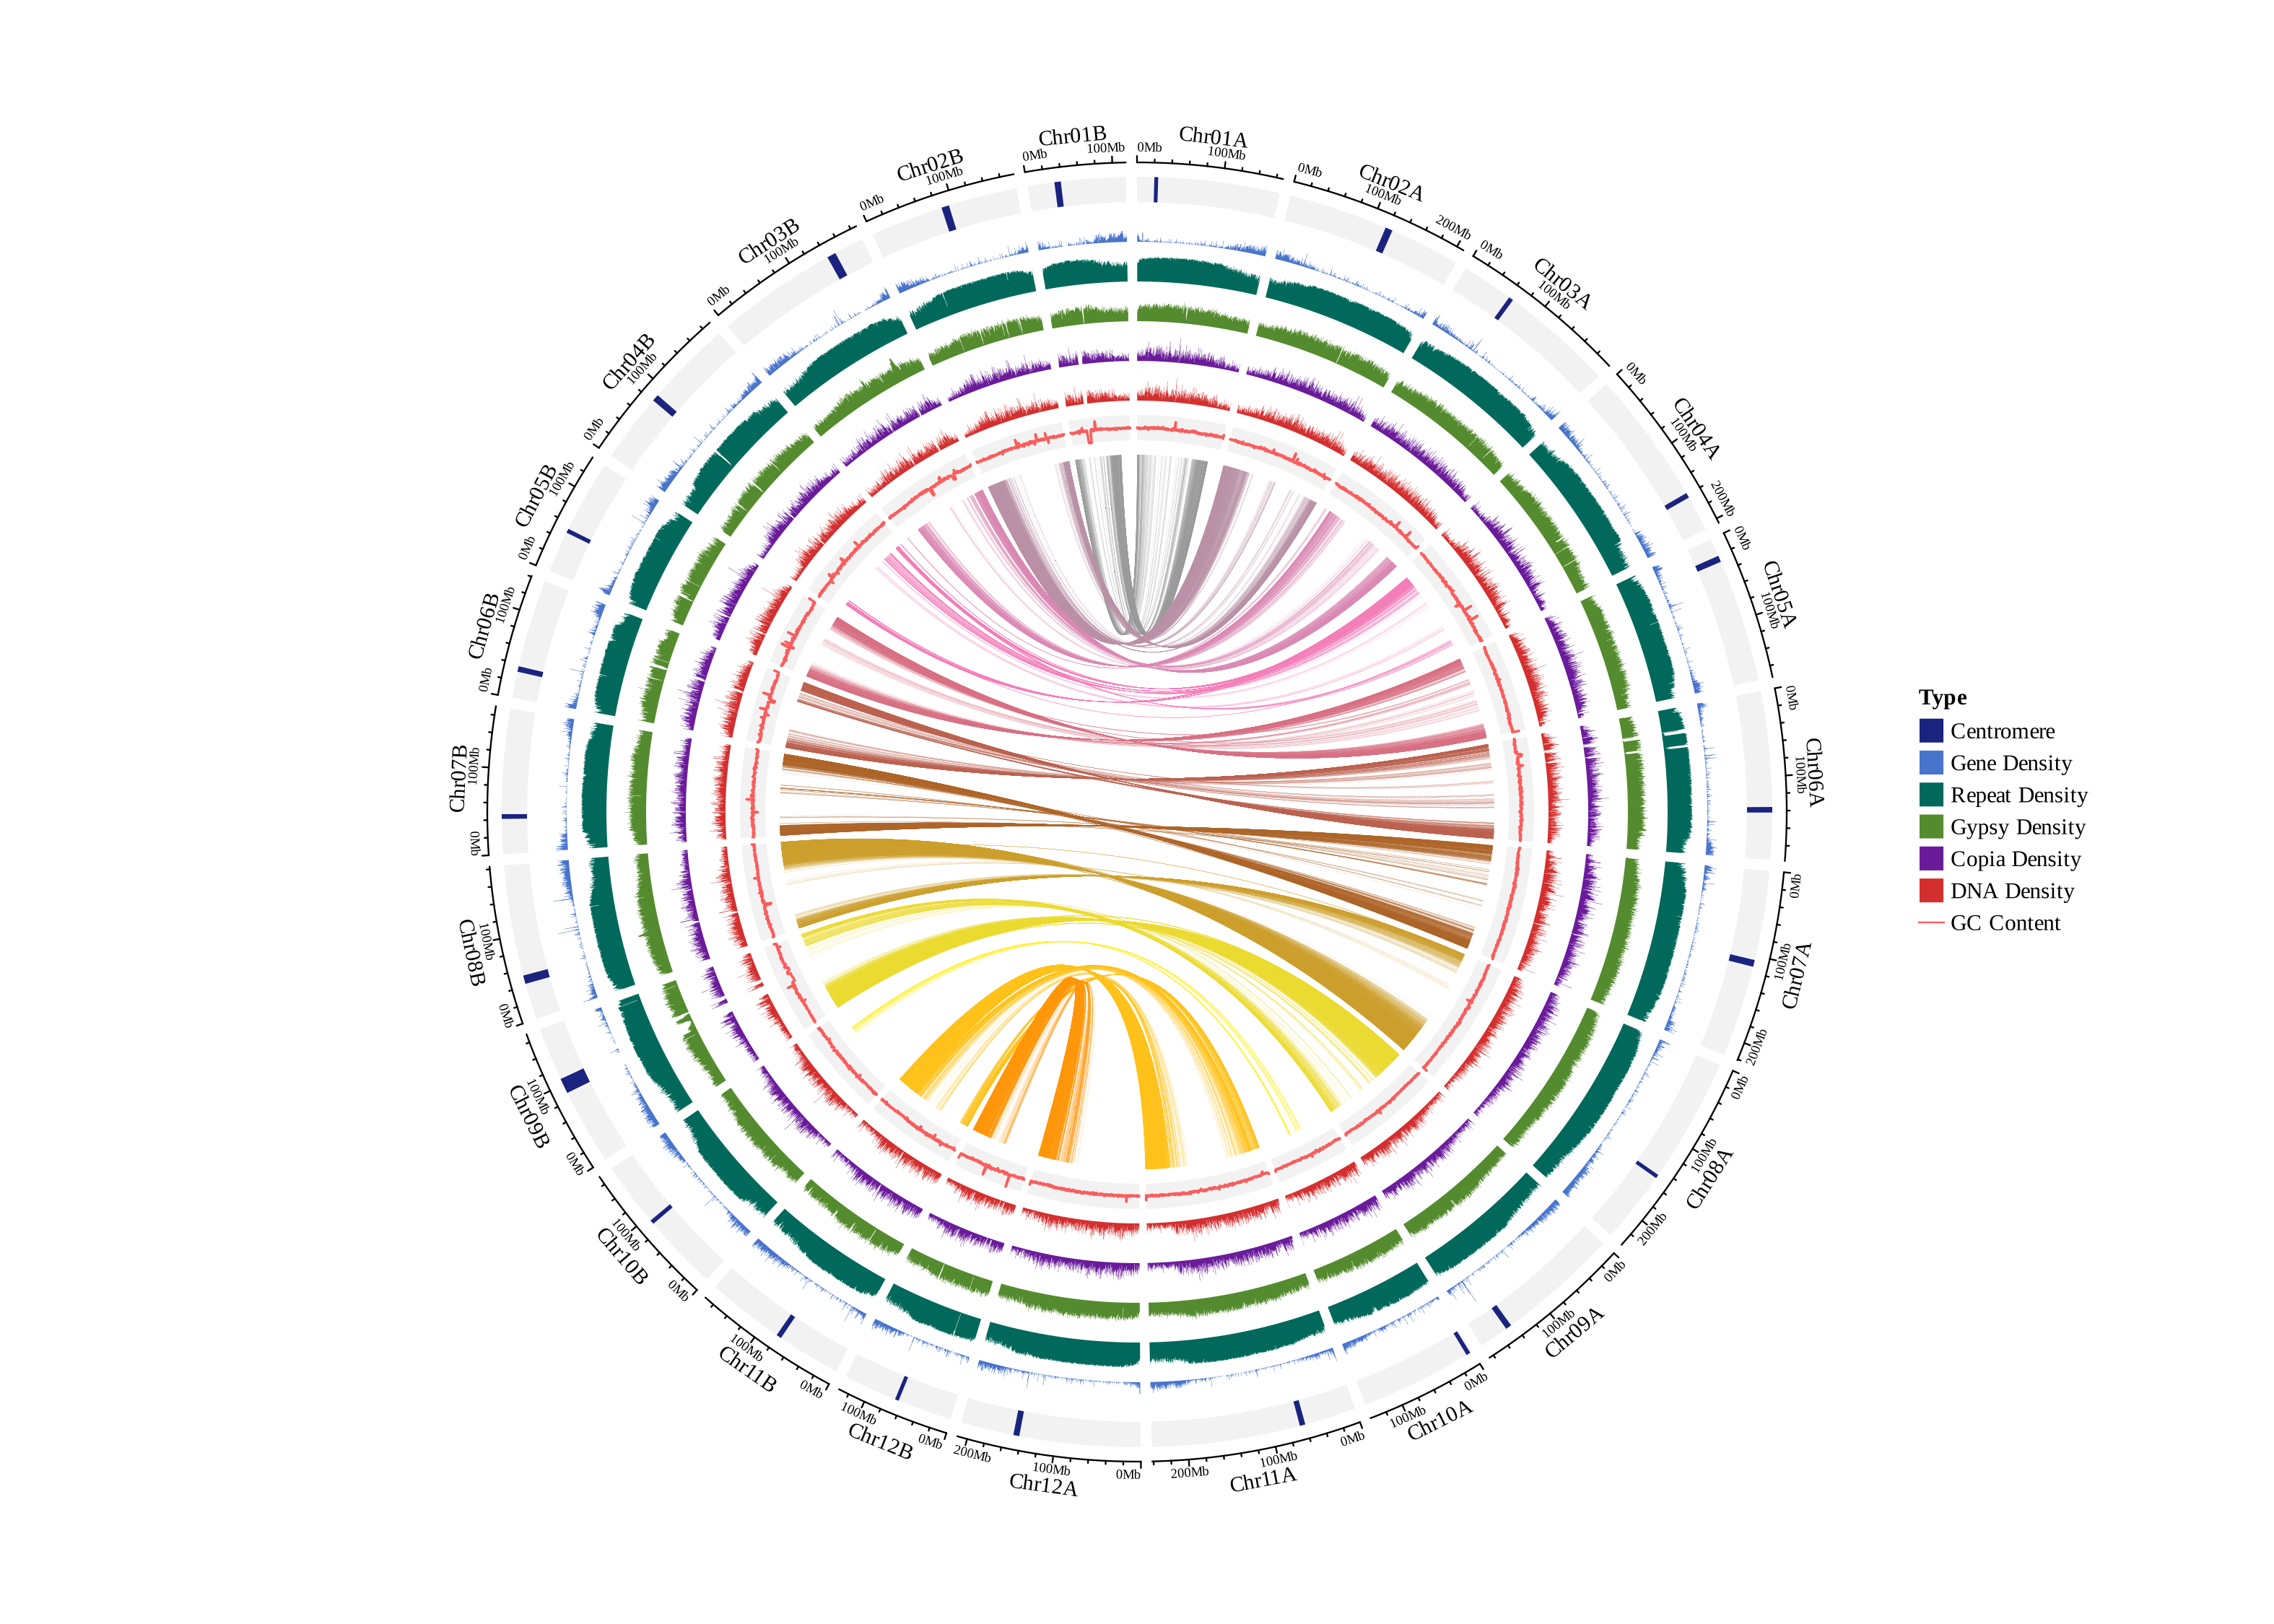 Chr01A
0Mb
100Mb
Chr02A
0Mb
100Mb
200Mb
Chr03A
0Mb
100Mb
Chr04A
0Mb
100Mb
200Mb
Chr05A
0Mb
100Mb
Chr06A
0Mb
100Mb
Chr07A
0Mb
100Mb
200Mb
Chr08A
0Mb
100Mb
200Mb
Chr09A
0Mb
100Mb
Chr10A
0Mb
100Mb
Chr11A
0Mb
100Mb
200Mb
Chr12A
0Mb
100Mb
200Mb
Chr12B
0Mb
100Mb
Chr11B
0Mb
100Mb
Chr10B
0Mb
100Mb
Chr09B
0Mb
100Mb
Chr08B
0Mb
100Mb
Chr07B
0Mb
100Mb
Chr06B
0Mb
100Mb
Chr05B
0Mb
100Mb
Chr04B
0Mb
100Mb
Chr03B
0Mb
100Mb
Chr02B
0Mb
100Mb
Chr01B
0Mb
100Mb
Type
Centromere
Gene Density
Repeat Density
Gypsy Density
Copia Density
DNA Density
GC Content